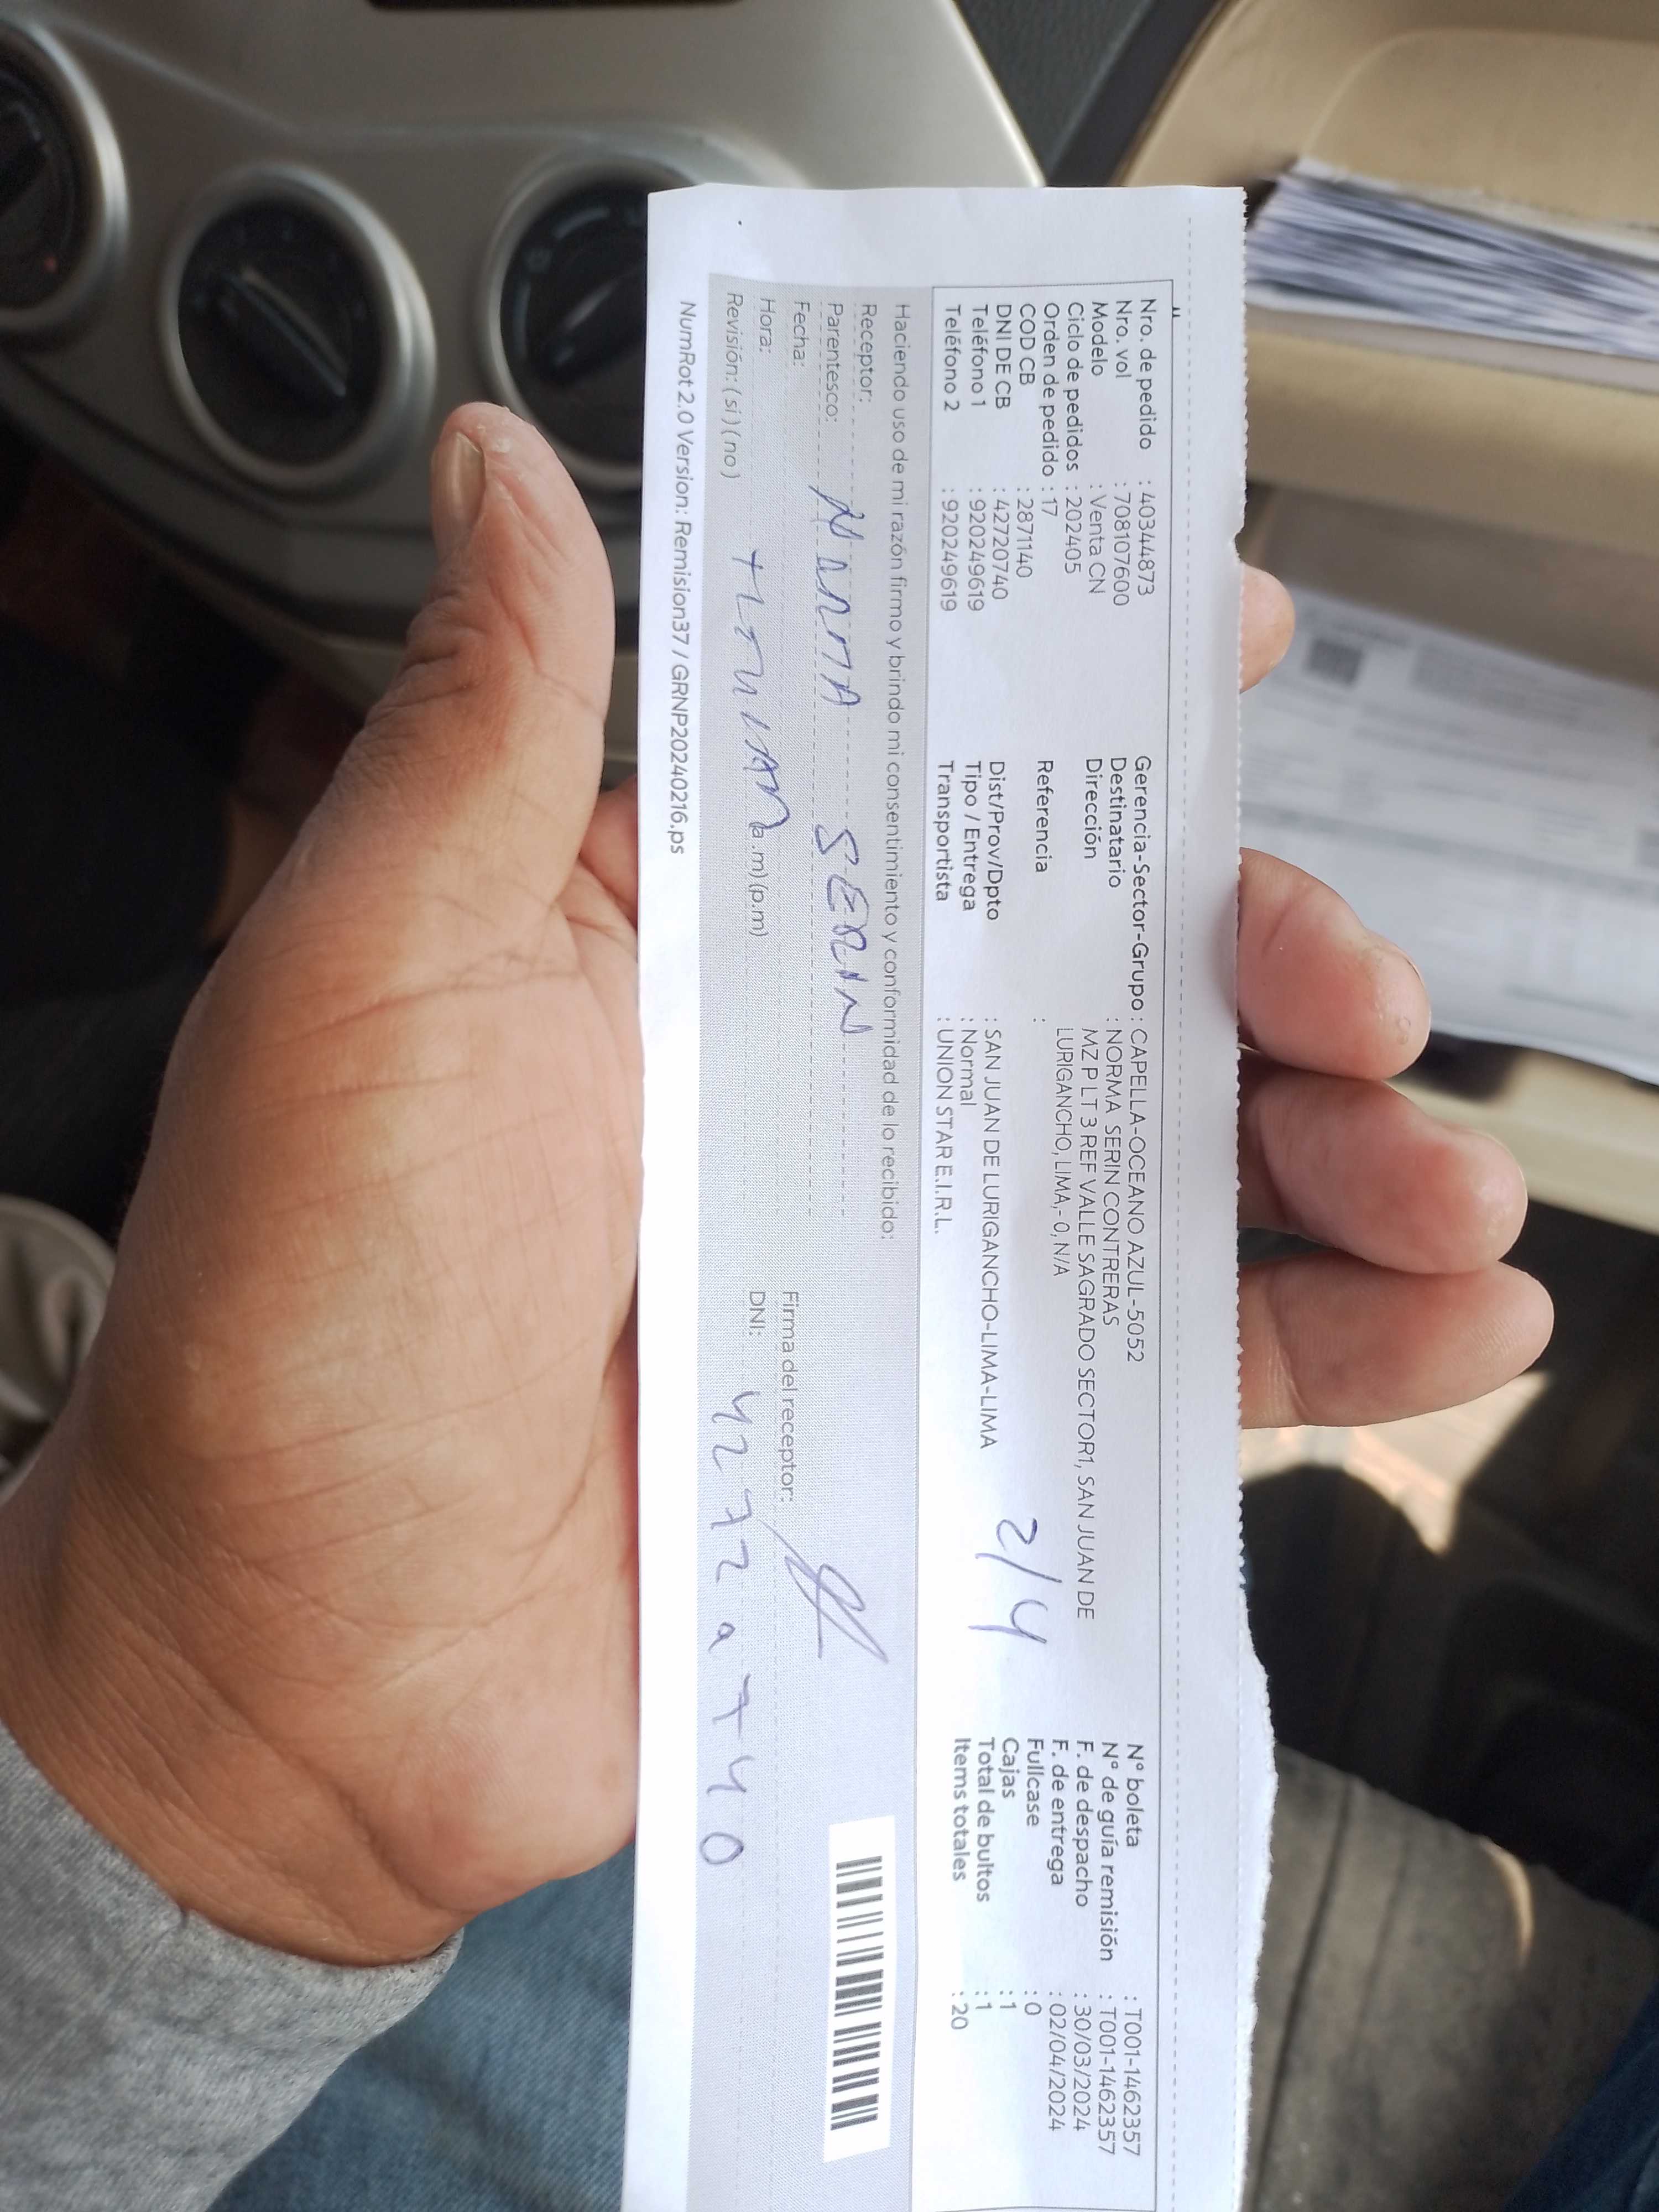 Nro. de pedido : 40344873
Nro. vol : 708107600
Modelo : Venta CN
Ciclo de pedidos : 202405
Orden de pedido : 17
COD CB : 2871140
DNI DE CB : 42720740
Teléfono 1 : 920249619
Teléfono 2 : 920249619
Gerencia-Sector-Grupo : CAPELLA-OCEANO AZUL-5052
Destinatario : NORMA SERIN CONTRERAS
Dirección MZ P LT 3 REF VALLE SAGRADO SECTOR1, SAN JUAN DE
LURIGANCHO, LIMA,- 0, N/A
Referencia :
Dist/Prov/Dpto : SAN JUAN DE LURIGANCHO-LIMA-LIMA
Tipo / Entrega : Normal
Transportista : UNION STAR E.I.R.L.
2/4
N° boleta : T001-1462357
N° de guía remisión : T001-1462357
F. de despacho : 30/03/2024
F. de entrega : 02/04/2024
Fullcase : 0
Cajas : 1
Total de bultos : 1
Items totales : 20
Haciendo uso de mi razón firmo y brindo mi consentimiento y conformidad de lo recibido:
Receptor:
Parentesco: NORMA SERIN
Fecha:
Hora: a.m)(p.m)
Revisión: (si)(no)
Firma del receptor:
DNI:
NumRot 2.0 Version: Remision37 / GRNP20240216.ps